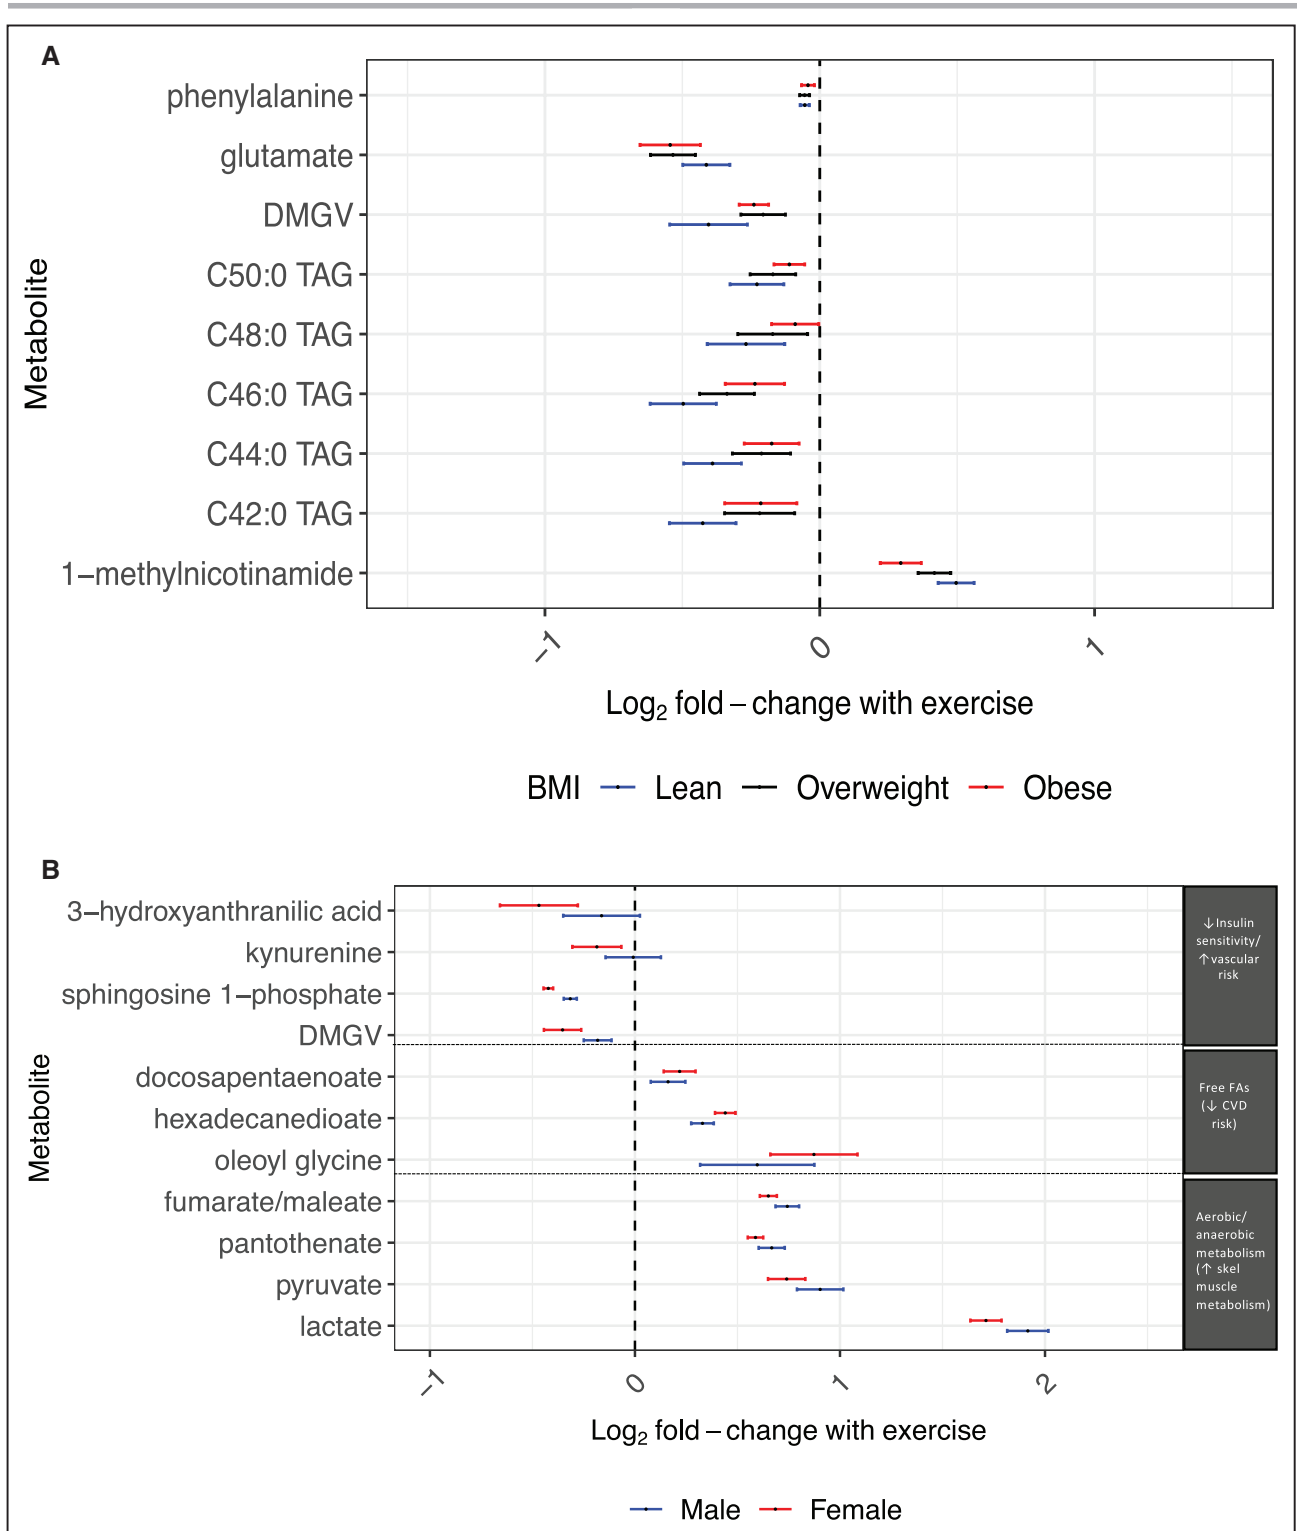 A
phenylalanine
glutamate
DMGV
C50:0 TAG
C48:0 TAG
C46:0 TAG
C44:0 TAG
C42:0 TAG
1−methylnicotinamide
Metabolite
−1
0
1
Log2 fold − change with exercise
BMI Lean Overweight Obese
B
3−hydroxyanthranilic acid
kynurenine
sphingosine 1−phosphate
DMGV
docosapentaenoate
hexadecanedioate
oleoyl glycine
fumarate/maleate
pantothenate
pyruvate
lactate
Metabolite
↓Insulin
sensitivity/
↑vascular
risk
Free FAs
(↓ CVD
risk)
Aerobic/
anaerobic
metabolism
(↑ skel
muscle
metabolism)
−1
0
1
2
Log2 fold − change with exercise
Male Female